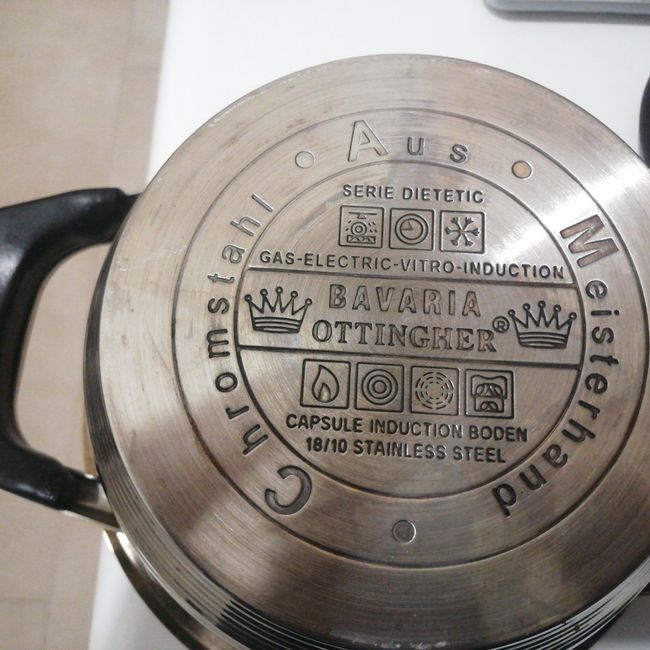 Chromstahl Aus Meisterhand
SERIE DIETETIC
GAS-ELECTRIC-VITRO-INDUCTION
BAVARIA
OTTINGHER®
CAPSULE INDUCTION BODEN
18/10 STAINLESS STEEL